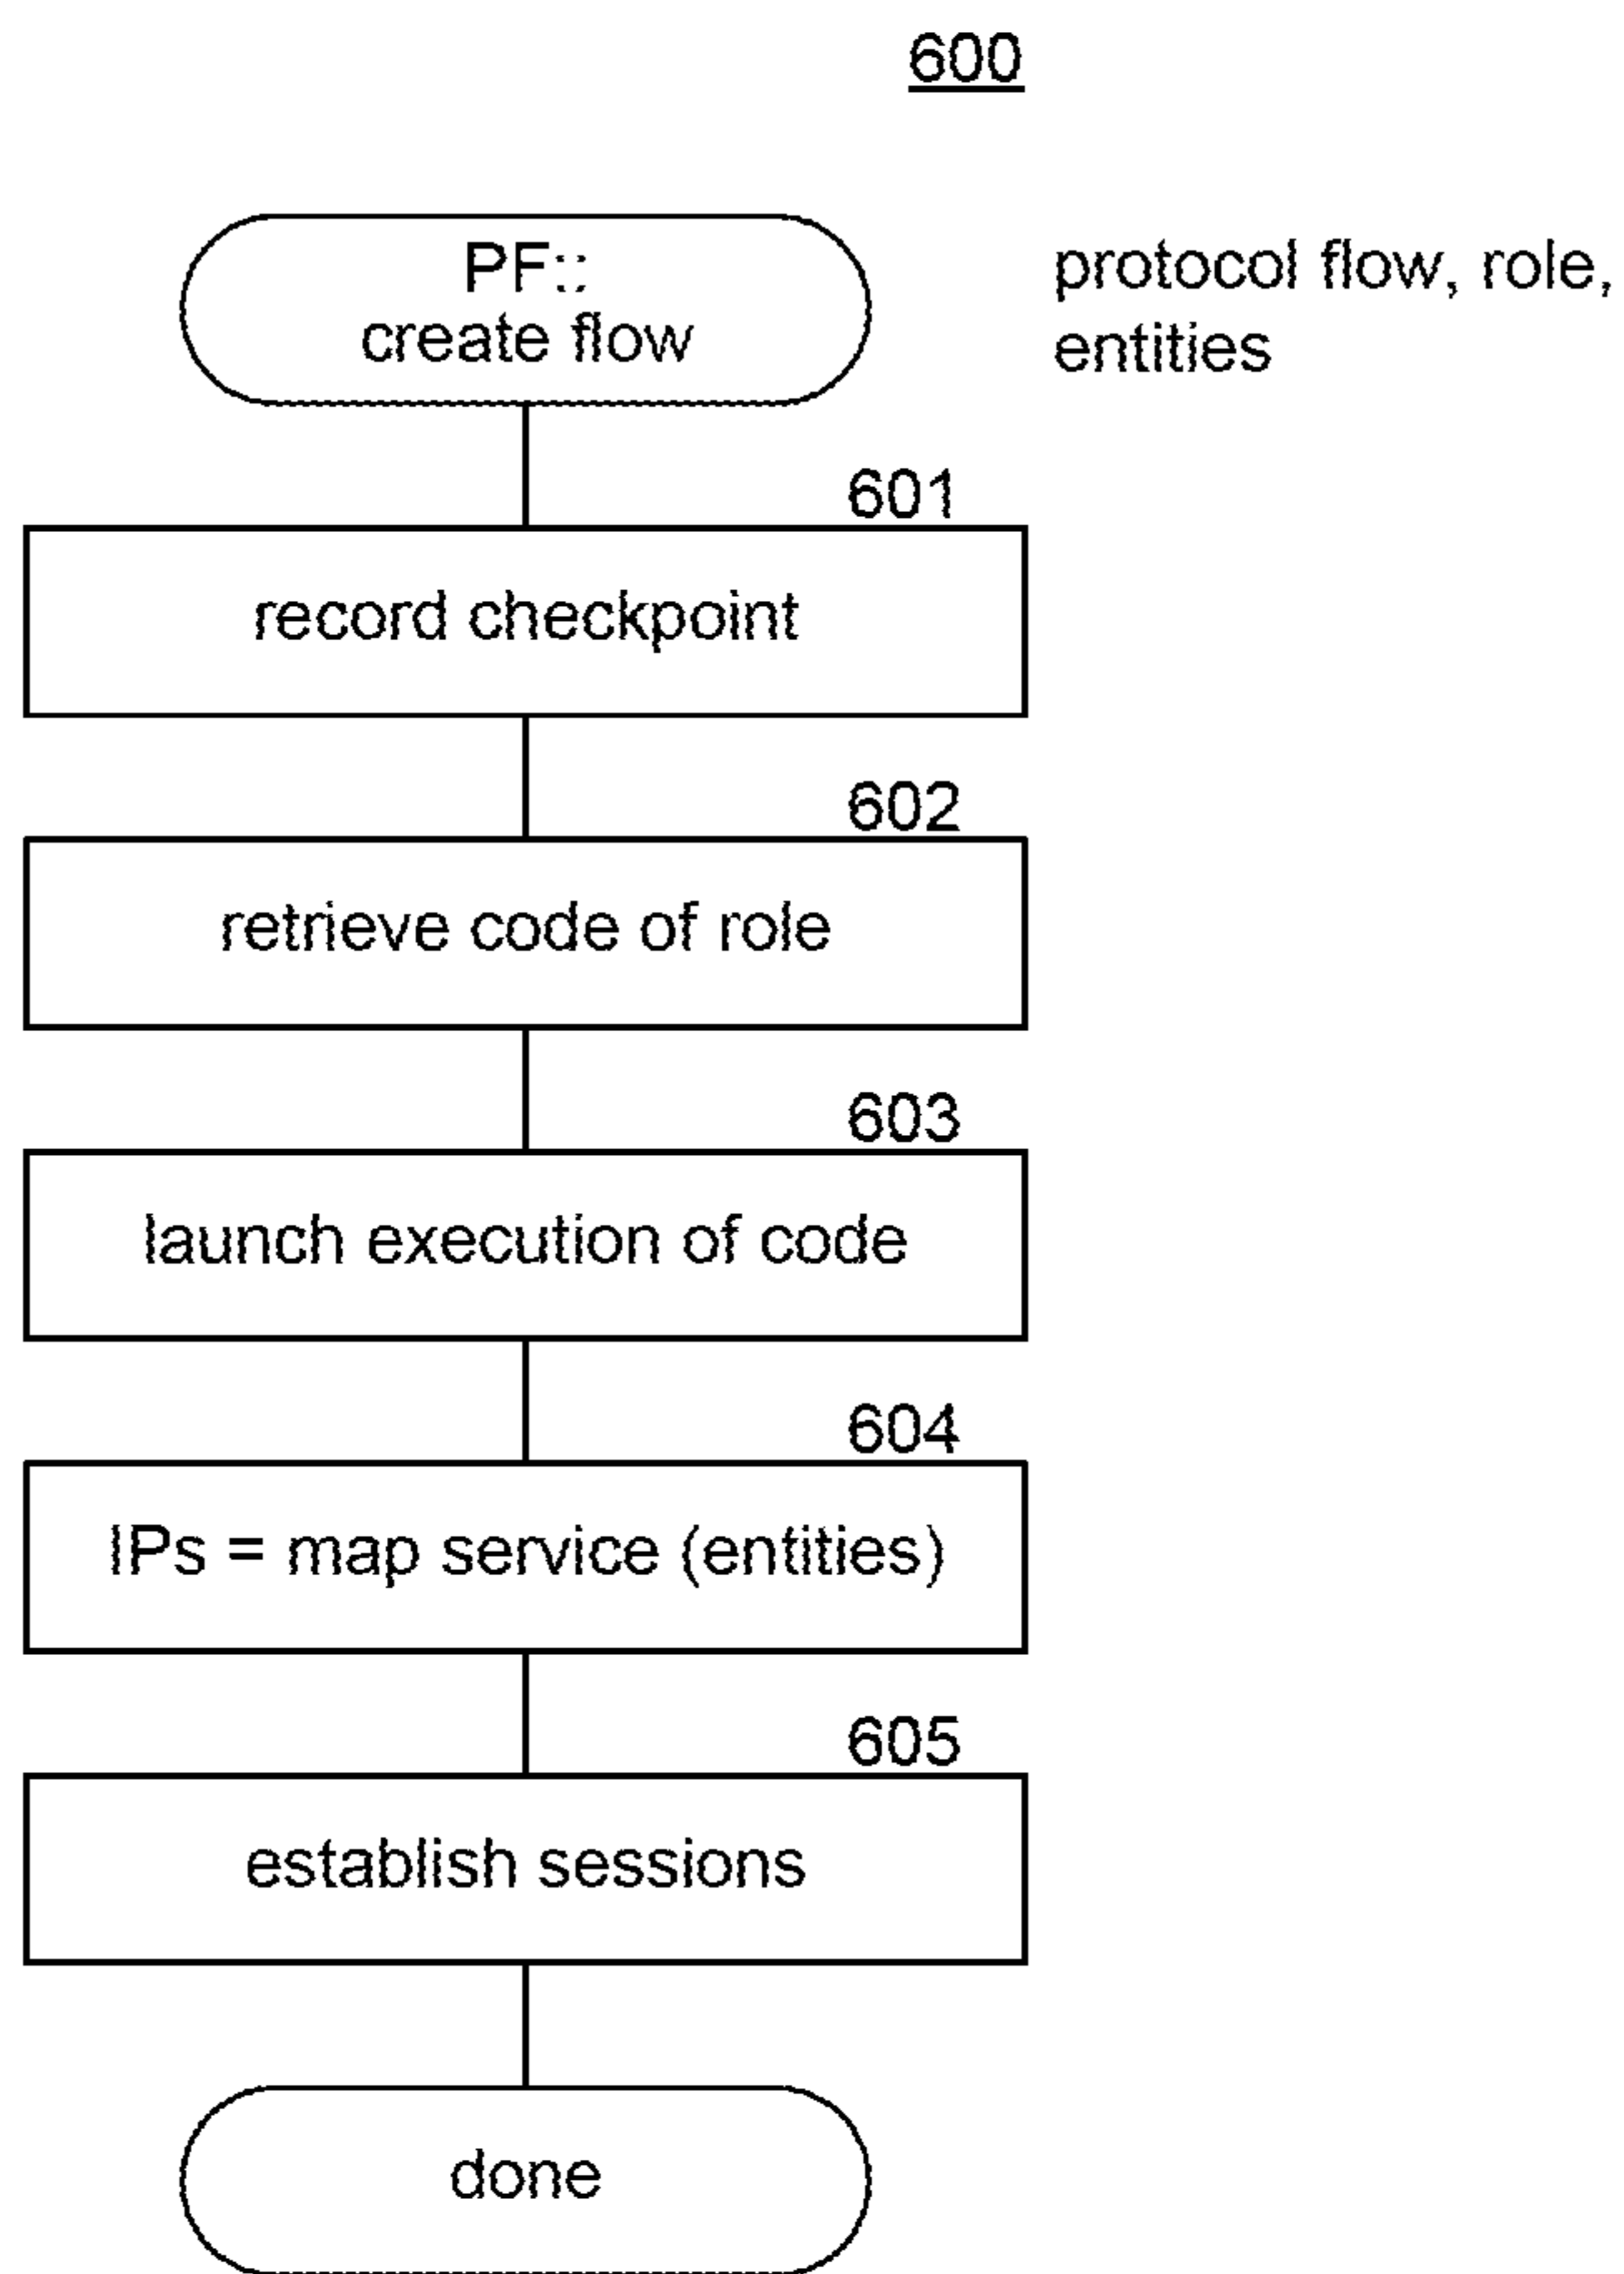 600
PF::
create flow
protocol flow, role,
entities
601
record checkpoint
602
retrieve code of role
603
launch execution of code
604
IPs = map service (entities)
605
establish sessions
done